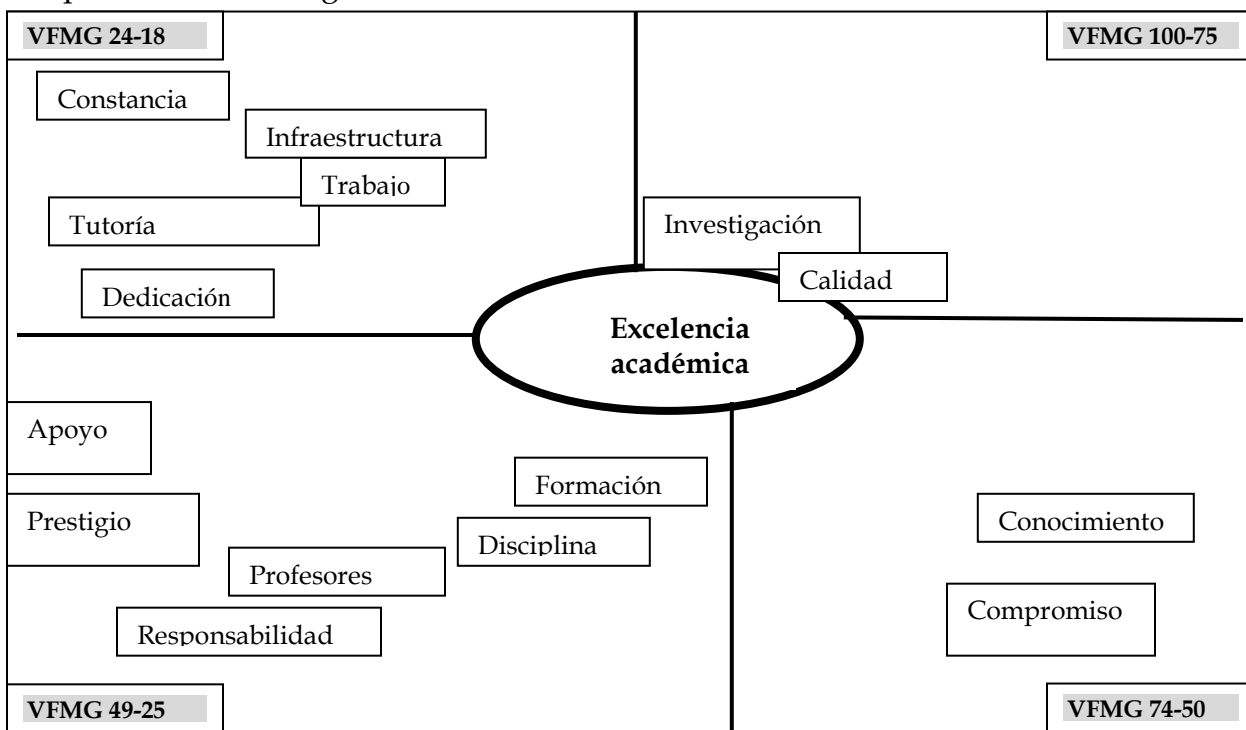 VFMG 24-18
VFMG 100-75
Constancia
Infraestructura
Trabajo
Tutoría
Investigación
Dedicación
Calidad
Excelencia
académica
Apoyo
Formación
Prestigio
Conocimiento
Disciplina
Profesores
Compromiso
Responsabilidad
VFMG 49-25
VFMG 74-50